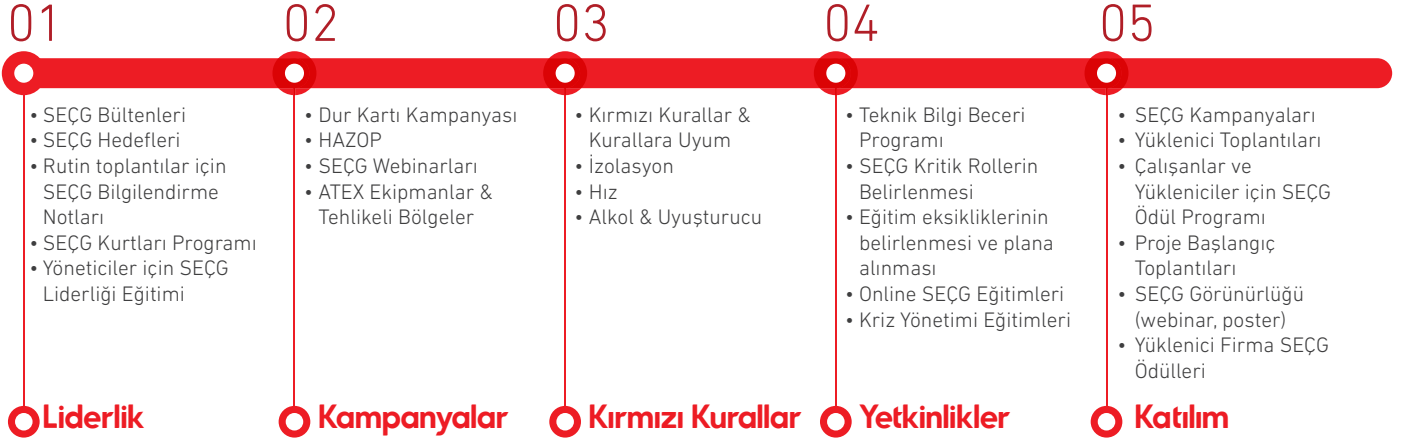 01
• SEÇG Bültenleri
• SEÇG Hedefleri
• Rutin toplantılar için
SEÇG Bilgilendirme
Notları
• SEÇG Kurtları Programı
• Yöneticiler için SEÇG
Liderliği Eğitimi
Liderlik
02
• Dur Kartı Kampanyası
• HAZOP
• SEÇG Webinarları
• ATEX Ekipmanlar &
Tehlikeli Bölgeler
Kampanyalar
03
• Kırmızı Kurallar &
Kurallara Uyum
• İzolasyon
• Hız
• Alkol & Uyuşturucu
Kırmızı Kurallar
04
• Teknik Bilgi Beceri
Programı
• SEÇG Kritik Rollerin
Belirlenmesi
• Eğitim eksikliklerinin
belirlenmesi ve plana
alınması
• Online SEÇG Eğitimleri
• Kriz Yönetimi Eğitimleri
Yetkinlikler
05
• SEÇG Kampanyaları
• Yüklenici Toplantıları
• Çalışanlar ve
Yükleniciler için SEÇG
Ödül Programı
• Proje Başlangıç
Toplantıları
• SEÇG Görünürlüğü
(webinar, poster)
• Yüklenici Firma SEÇG
Ödülleri
Katılım